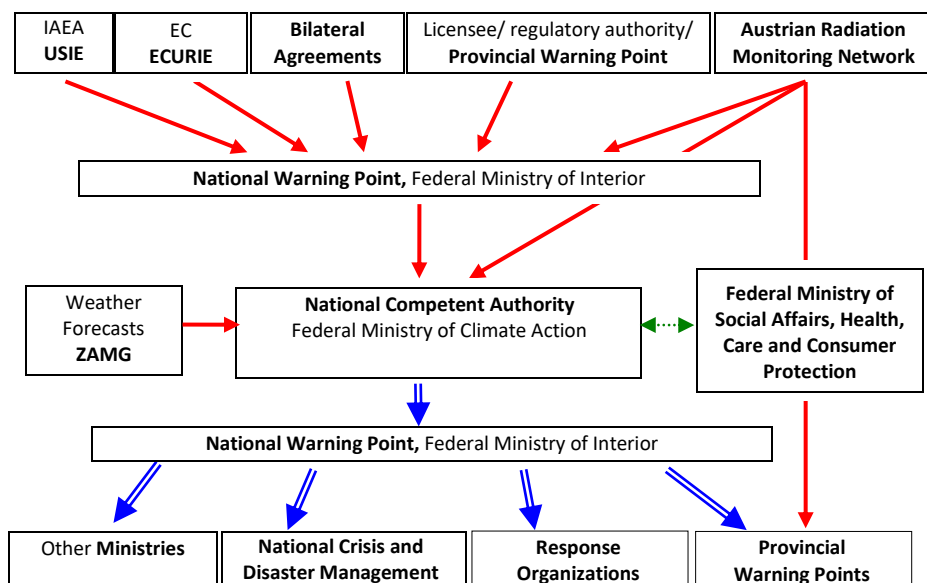 IAEA
USIE
EC
ECURIE
Bilateral
Agreements
Licensee/ regulatory authority/
Provincial Warning Point
Austrian Radiation
Monitoring Network
National Warning Point, Federal Ministry of Interior
Weather
Forecasts
ZAMG
National Competent Authority
Federal Ministry of Climate Action
Federal Ministry of
Social Affairs, Health,
Care and Consumer
Protection
National Warning Point, Federal Ministry of Interior
Other Ministries
National Crisis and
Disaster Management
Response
Organizations
Provincial
Warning Points